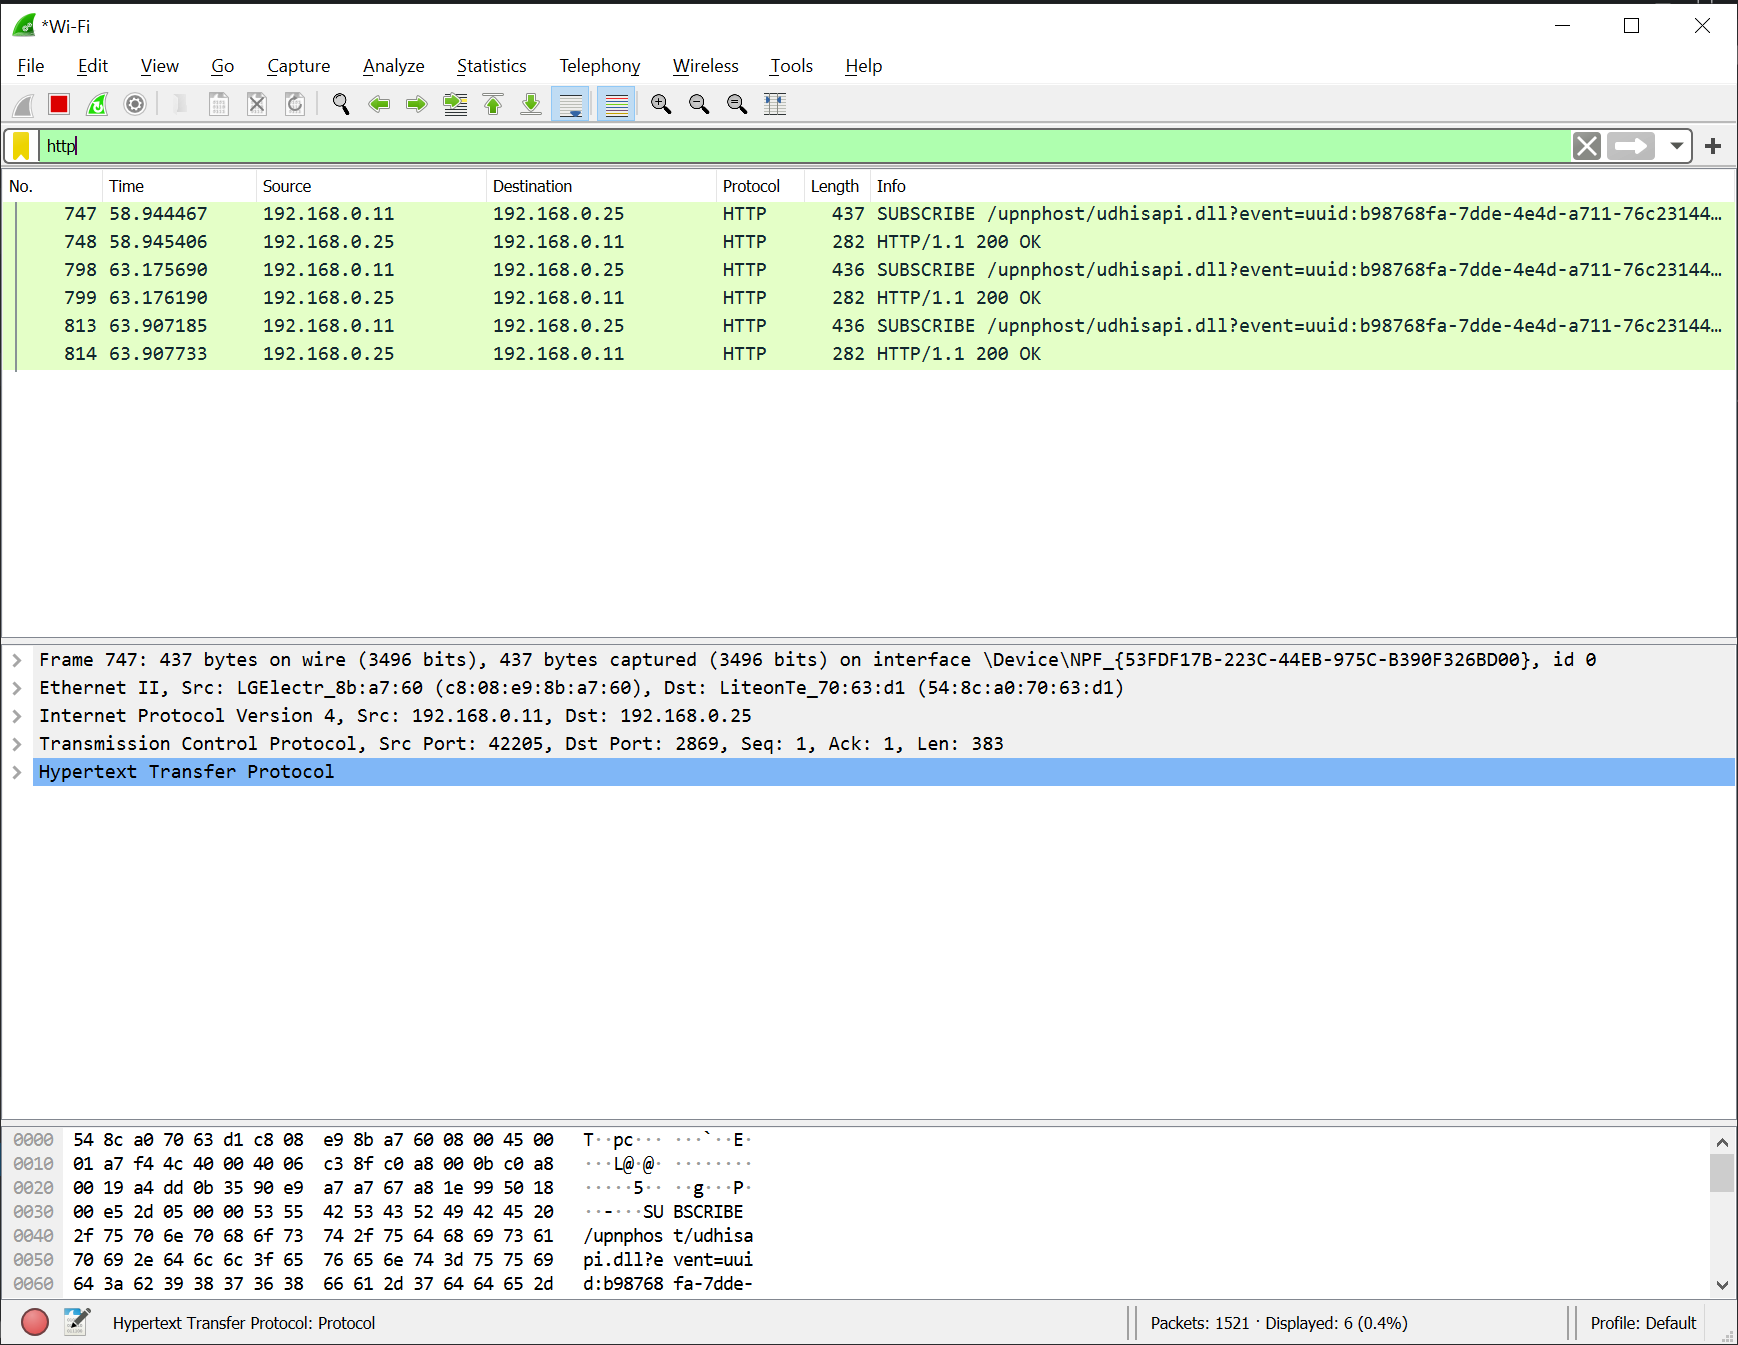 *Wi-Fi
File Edit View Go Capture Analyze Statistics Telephony Wireless Tools Help
http
No. Time Source Destination Protocol Length Info
747 58.944467 192.168.0.11 192.168.0.25 HTTP 437 SUBSCRIBE /upnphost/udhisapi.dll?event=uuid:b98768fa-7dde-4e4d-a711-76c23144…
748 58.945406 192.168.0.25 192.168.0.11 HTTP 282 HTTP/1.1 200 OK
798 63.175690 192.168.0.11 192.168.0.25 HTTP 436 SUBSCRIBE /upnphost/udhisapi.dll?event=uuid:b98768fa-7dde-4e4d-a711-76c23144…
799 63.176190 192.168.0.25 192.168.0.11 HTTP 282 HTTP/1.1 200 OK
813 63.907185 192.168.0.11 192.168.0.25 HTTP 436 SUBSCRIBE /upnphost/udhisapi.dll?event=uuid:b98768fa-7dde-4e4d-a711-76c23144…
814 63.907733 192.168.0.25 192.168.0.11 HTTP 282 HTTP/1.1 200 OK
Frame 747: 437 bytes on wire (3496 bits), 437 bytes captured (3496 bits) on interface \Device\NPF_{53FDF17B-223C-44EB-975C-B390F326BD00}, id 0
Ethernet II, Src: LGElectr_8b:a7:60 (c8:08:e9:8b:a7:60), Dst: LiteonTe_70:63:d1 (54:8c:a0:70:63:d1)
Internet Protocol Version 4, Src: 192.168.0.11, Dst: 192.168.0.25
Transmission Control Protocol, Src Port: 42205, Dst Port: 2869, Seq: 1, Ack: 1, Len: 383
Hypertext Transfer Protocol
0000 54 8c a0 70 63 d1 c8 08 e9 8b a7 60 08 00 45 00 T··pc··· ···`··E·
0010 01 a7 f4 4c 40 00 40 06 c3 8f c0 a8 00 0b c0 a8 ···L@·@· ········
0020 00 19 a4 dd 0b 35 90 e9 a7 a7 67 a8 1e 99 50 18 ·····5·· ··g···P·
0030 00 e5 2d 05 00 00 53 55 42 53 43 52 49 42 45 20 ··-···SU BSCRIBE
0040 2f 75 70 6e 70 68 6f 73 74 2f 75 64 68 69 73 61 /upnphos t/udhisa
0050 70 69 2e 64 6c 6c 3f 65 76 65 6e 74 3d 75 75 69 pi.dll?e vent=uui
0060 64 3a 62 39 38 37 36 38 66 61 2d 37 64 64 65 2d d:b98768 fa-7dde-
Hypertext Transfer Protocol: Protocol Packets: 1521 · Displayed: 6 (0.4%) Profile: Default